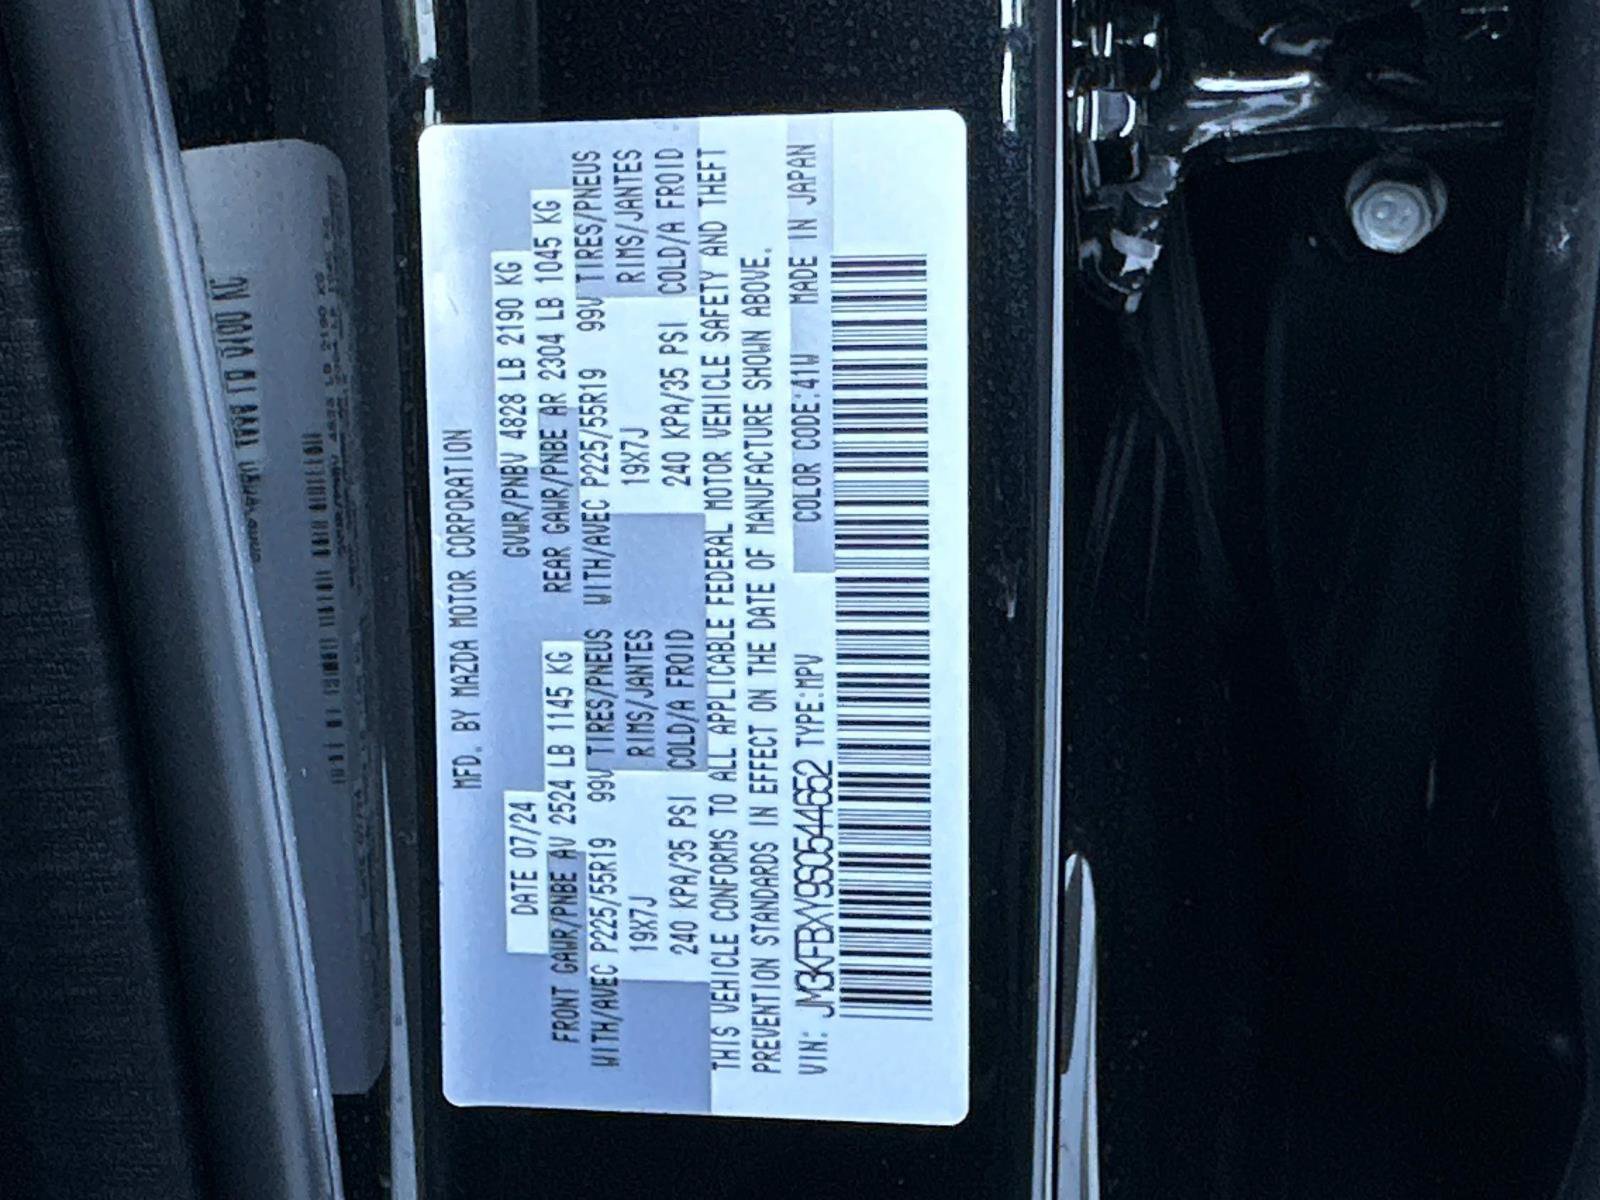 MFD. BY MAZDA MOTOR CORPORATION
DATE 07/24 GVWR/PNBV 4828 LB 2190 KG
FRONT GAWR/PNBE AV 2524 LB 1145 KG REAR GAWR/PNBE AR 2304 LB 1045 KG
WITH/AVEC P225/55R19 99V TIRES/PNEUS WITH/AVEC P225/55R19 99V TIRES/PNEUS
19X7J RIMS/JANTES 19X7J RIMS/JANTES
240 KPA/35 PSI COLD/A FROID 240 KPA/35 PSI COLD/A FROID
THIS VEHICLE CONFORMS TO ALL APPLICABLE FEDERAL MOTOR VEHICLE SAFETY AND THEFT
PREVENTION STANDARDS IN EFFECT ON THE DATE OF MANUFACTURE SHOWN ABOVE.
VIN: JM3KFBXY9S0544652 TYPE:MPV COLOR CODE:41W MADE IN JAPAN